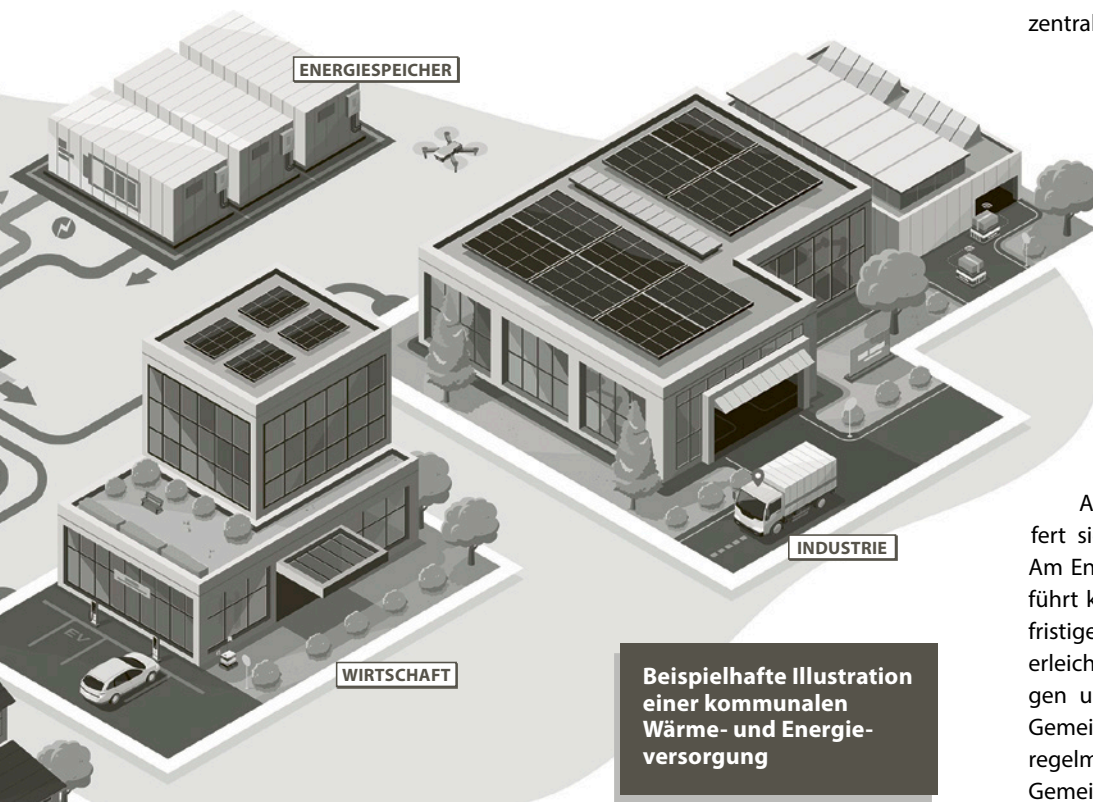 zentral
ENERGIESPEICHER
INDUSTRIE
EV
WIRTSCHAFT
Beispielhafte Illustration
einer kommunalen
Wärme- und Energie-
versorgung
A
fert si
Am En
führt k
fristige
erleich
gen u
Gemei
regelm
Gemei